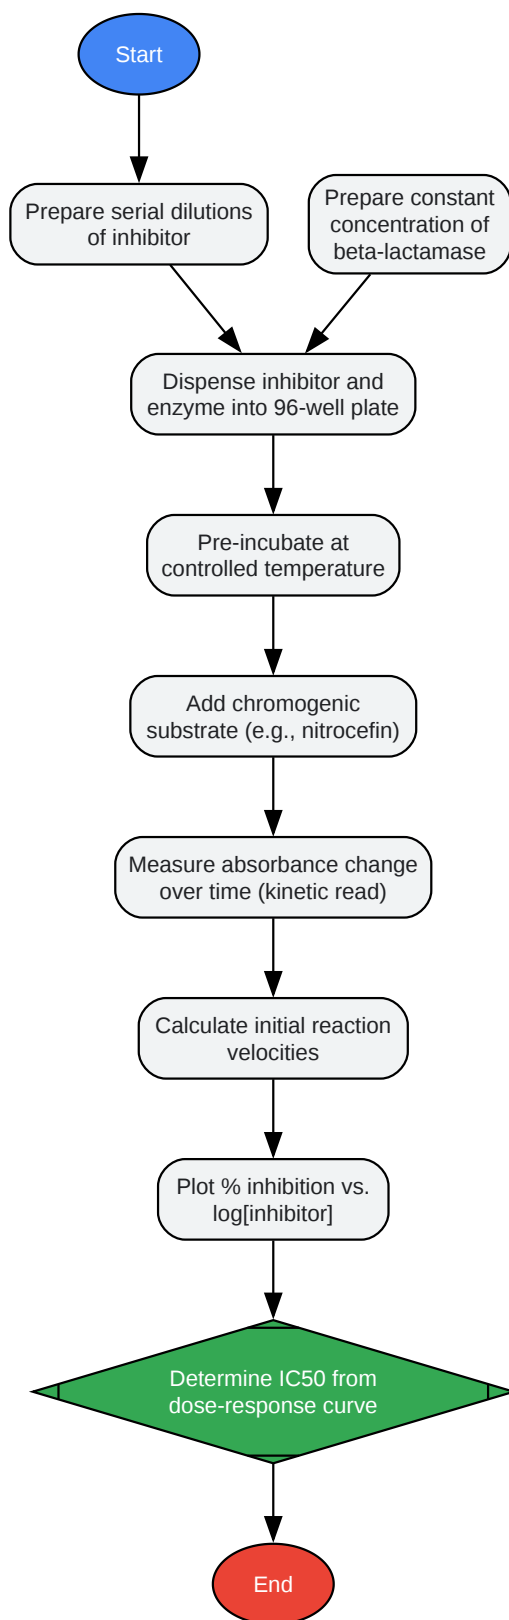 Start
Prepare serial dilutions
of inhibitor
Prepare constant
concentration of
beta-lactamase
Dispense inhibitor and
enzyme into 96-well plate
Pre-incubate at
controlled temperature
Add chromogenic
substrate (e.g., nitrocefin)
Measure absorbance change
over time (kinetic read)
Calculate initial reaction
velocities
Plot % inhibition vs.
log[inhibitor]
Determine IC50 from
dose-response curve
End